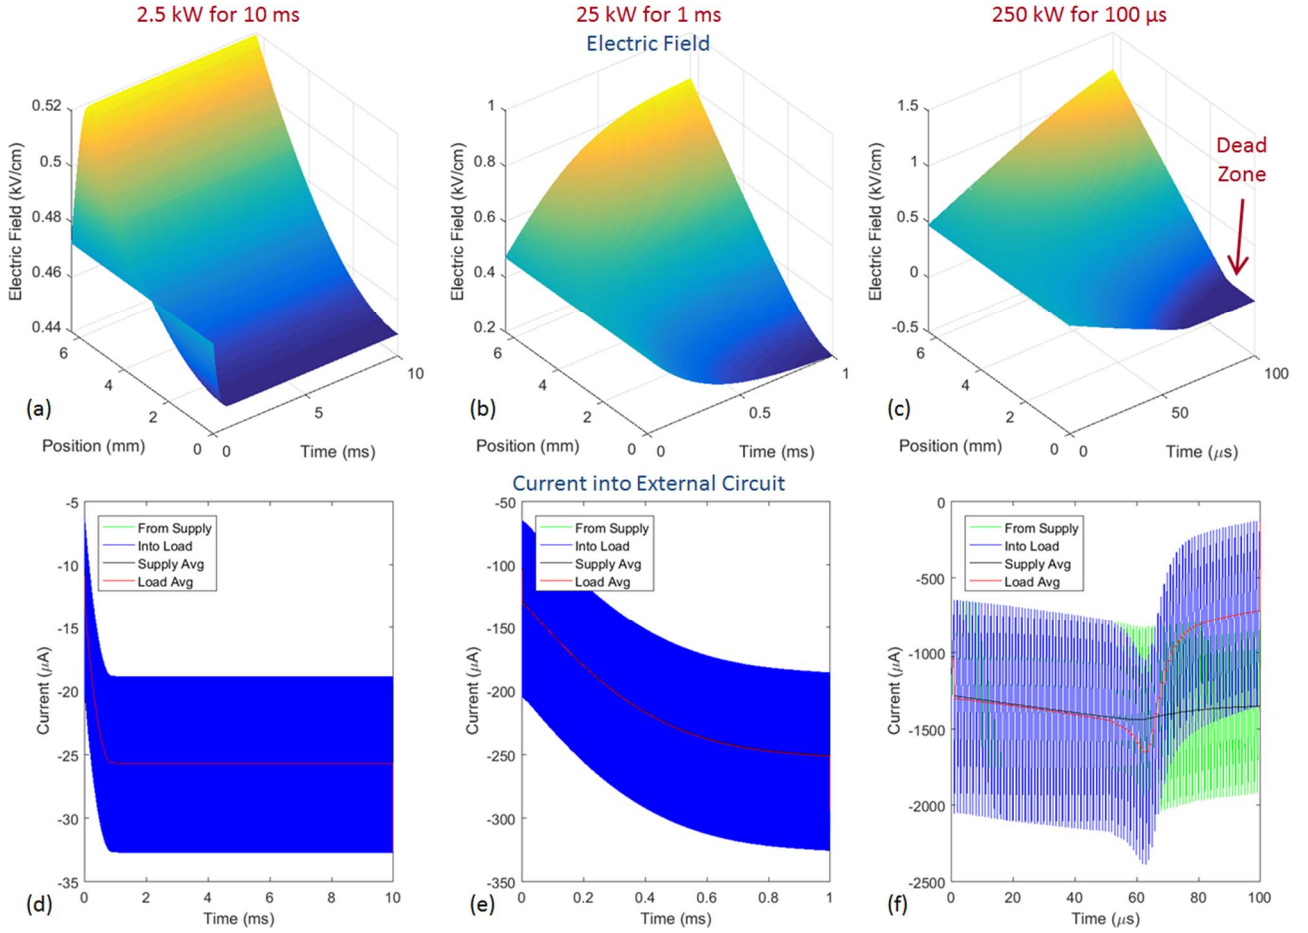 2.5 kW for 10 ms
25 kW for 1 ms
250 kW for 100 µs
Electric Field
Electric Field (kV/cm)
0.52
0.5
0.48
0.46
0.44
6
4
2
0
Position (mm)
0
5
10
Time (ms)
(a)
Electric Field (kV/cm)
1
0.8
0.6
0.4
0.2
6
4
2
0
Position (mm)
0
0.5
1
Time (ms)
(b)
Electric Field (kV/cm)
1.5
1
0.5
0
-0.5
6
4
2
0
Position (mm)
0
50
100
Time (µs)
(c)
Dead
Zone
Current into External Circuit
Current (µA)
-5
-10
-15
-20
-25
-30
-35
From Supply
Into Load
Supply Avg
Load Avg
0 2 4 6 8 10
Time (ms)
(d)
Current (µA)
-50
-100
-150
-200
-250
-300
-350
From Supply
Into Load
Supply Avg
Load Avg
0 0.2 0.4 0.6 0.8 1
Time (ms)
(e)
Current (µA)
0
-500
-1000
-1500
-2000
-2500
From Supply
Into Load
Supply Avg
Load Avg
0 20 40 60 80 100
Time (µs)
(f)